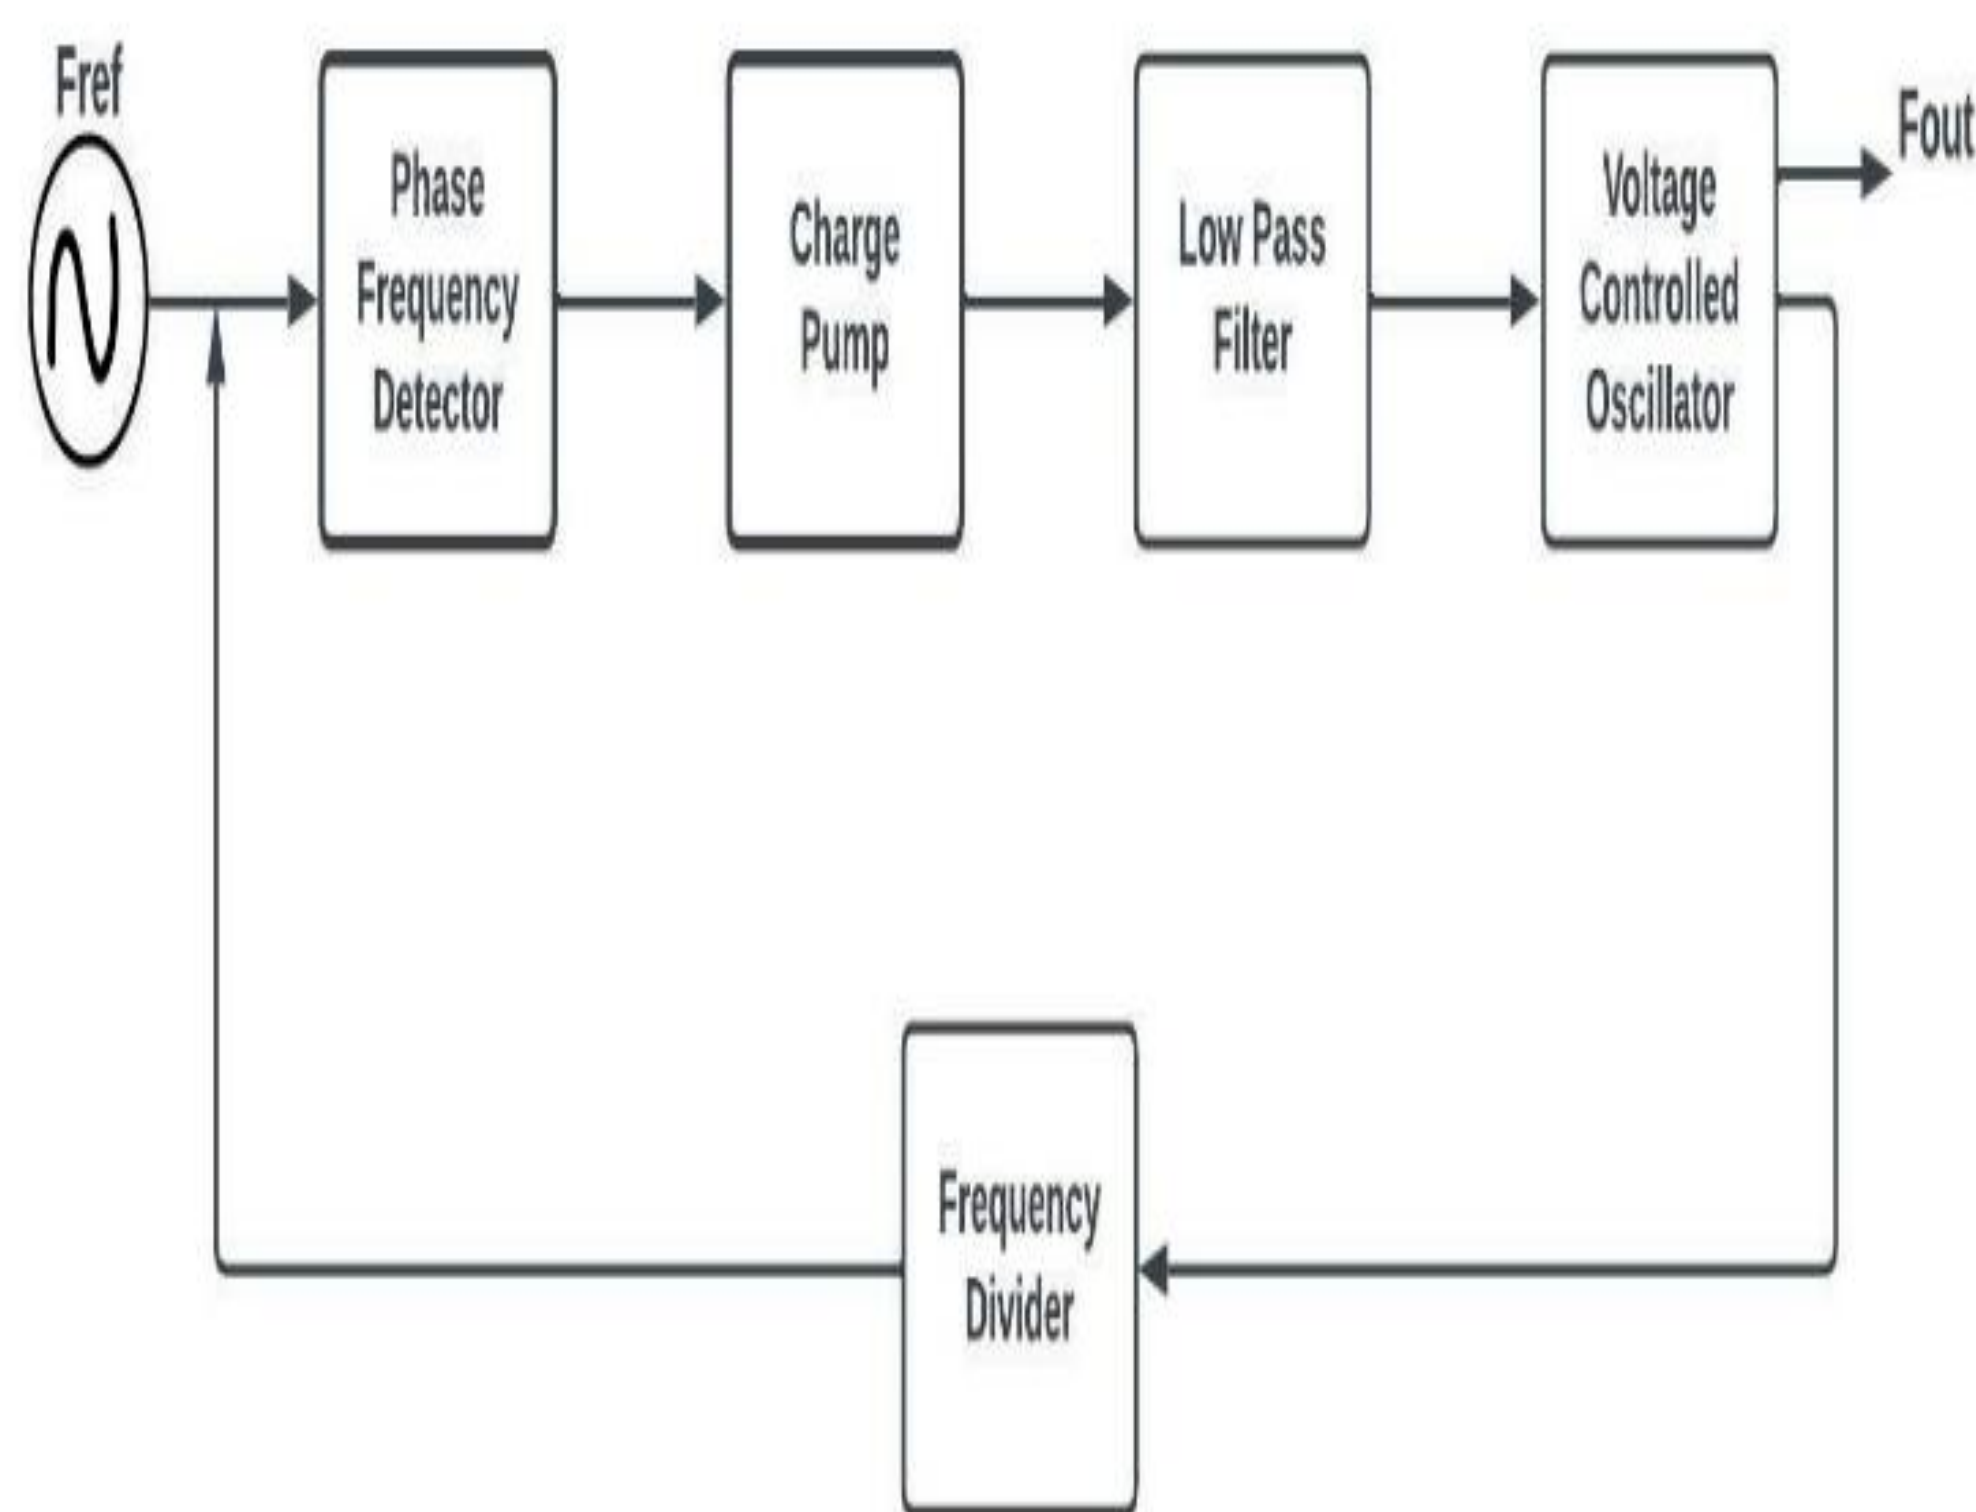 Fref
Phase
Frequency
Detector
Charge
Pump
Low Pass
Filter
Voltage
Controlled
Oscillator
Fout
Frequency
Divider